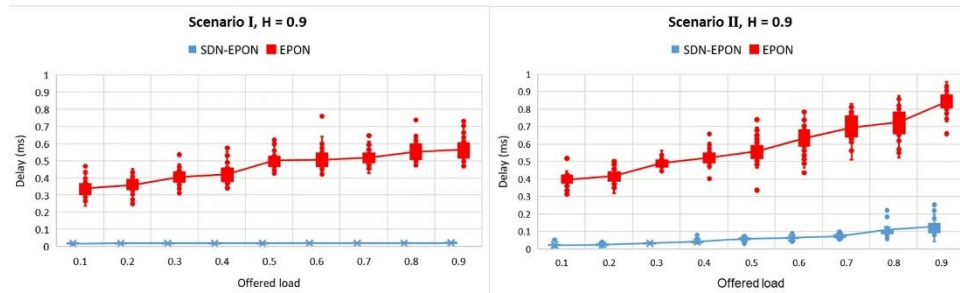 Scenario I, H = 0.9
SDN-EPON EPON
1
0.9
0.8
0.7
0.6
0.5
0.4
0.3
0.2
0.1
0
Delay (ms)
0.1 0.2 0.3 0.4 0.5 0.6 0.7 0.8 0.9
Offered load
Scenario II, H = 0.9
SDN-EPON EPON
1
0.9
0.8
0.7
0.6
0.5
0.4
0.3
0.2
0.1
0
Delay (ms)
0.1 0.2 0.3 0.4 0.5 0.6 0.7 0.8 0.9
Offered load